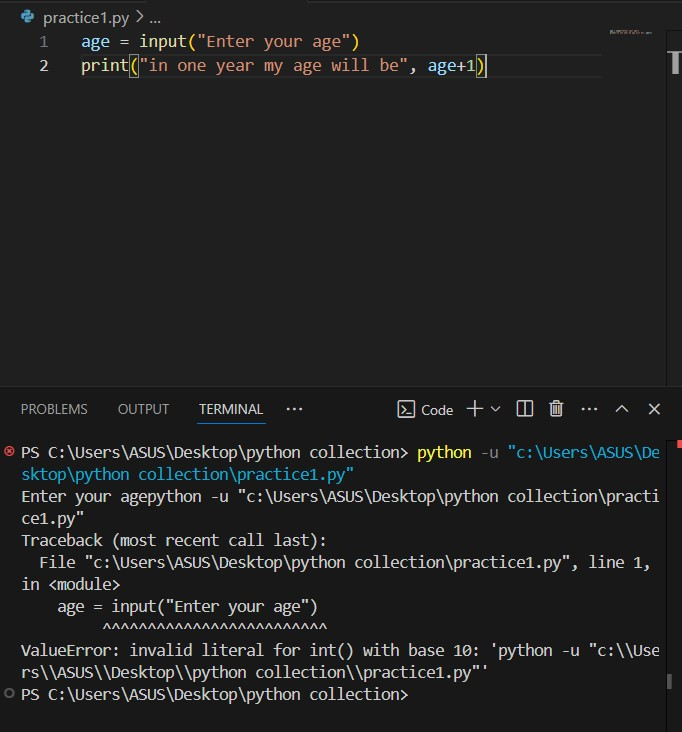 practice1.py > ...
1 age = input("Enter your age")
2 print("in one year my age will be", age+1)
PROBLEMS OUTPUT TERMINAL ··· Code
PS C:\Users\ASUS\Desktop\python collection> python -u "c:\Users\ASUS\De
sktop\python collection\practice1.py"
Enter your agepython -u "c:\Users\ASUS\Desktop\python collection\practi
ce1.py"
Traceback (most recent call last):
  File "c:\Users\ASUS\Desktop\python collection\practice1.py", line 1,
in <module>
    age = input("Enter your age")
          ^^^^^^^^^^^^^^^^^^^^^^^^^
ValueError: invalid literal for int() with base 10: 'python -u "c:\\Use
rs\\ASUS\\Desktop\\python collection\\practice1.py"'
PS C:\Users\ASUS\Desktop\python collection>